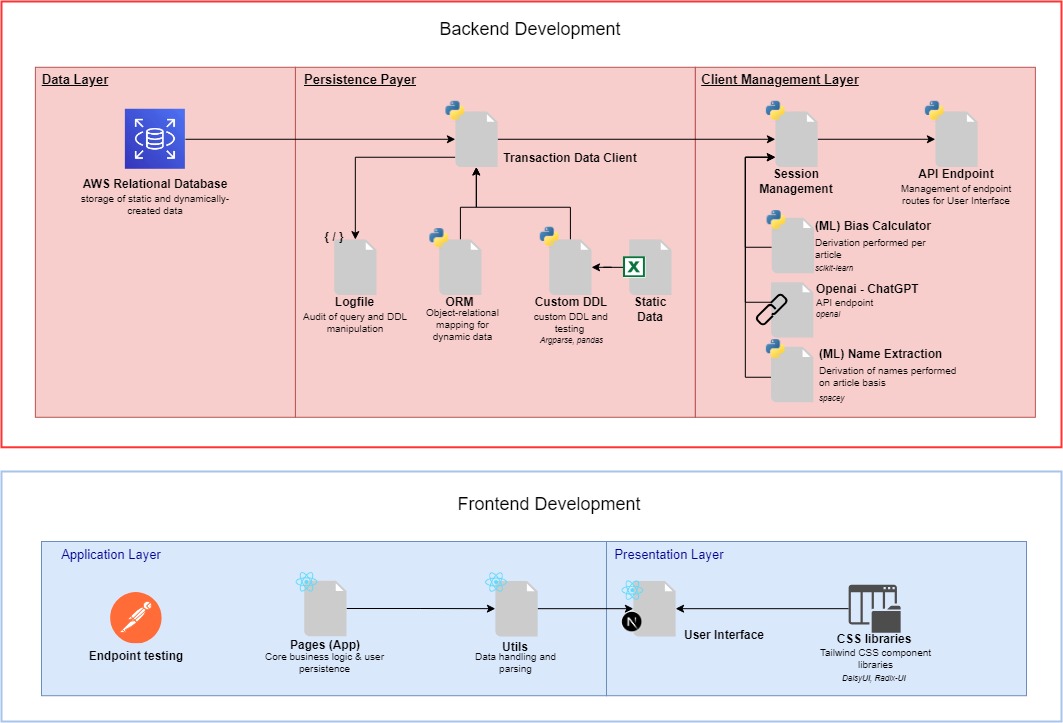 Backend Development
Data Layer
Persistence Payer
Client Management Layer
AWS Relational Database
storage of static and dynamically-
created data
Transaction Data Client
Session
Management
API Endpoint
Management of endpoint
routes for User Interface
{ / }
Logfile
Audit of query and DDL
manipulation
ORM
Object-relational
mapping for
dynamic data
Custom DDL
custom DDL and
testing
Argparse, pandas
X
Static
Data
(ML) Bias Calculator
Derivation performed per
article
scikit-learn
Openai - ChatGPT
API endpoint
openai
(ML) Name Extraction
Derivation of names performed
on article basis
spacey
Frontend Development
Application Layer
Presentation Layer
Endpoint testing
Pages (App)
Core business logic & user
persistence
Utils
Data handling and
parsing
N
User Interface
CSS libraries
Tailwind CSS component
libraries
DaisyUI, Radix-UI